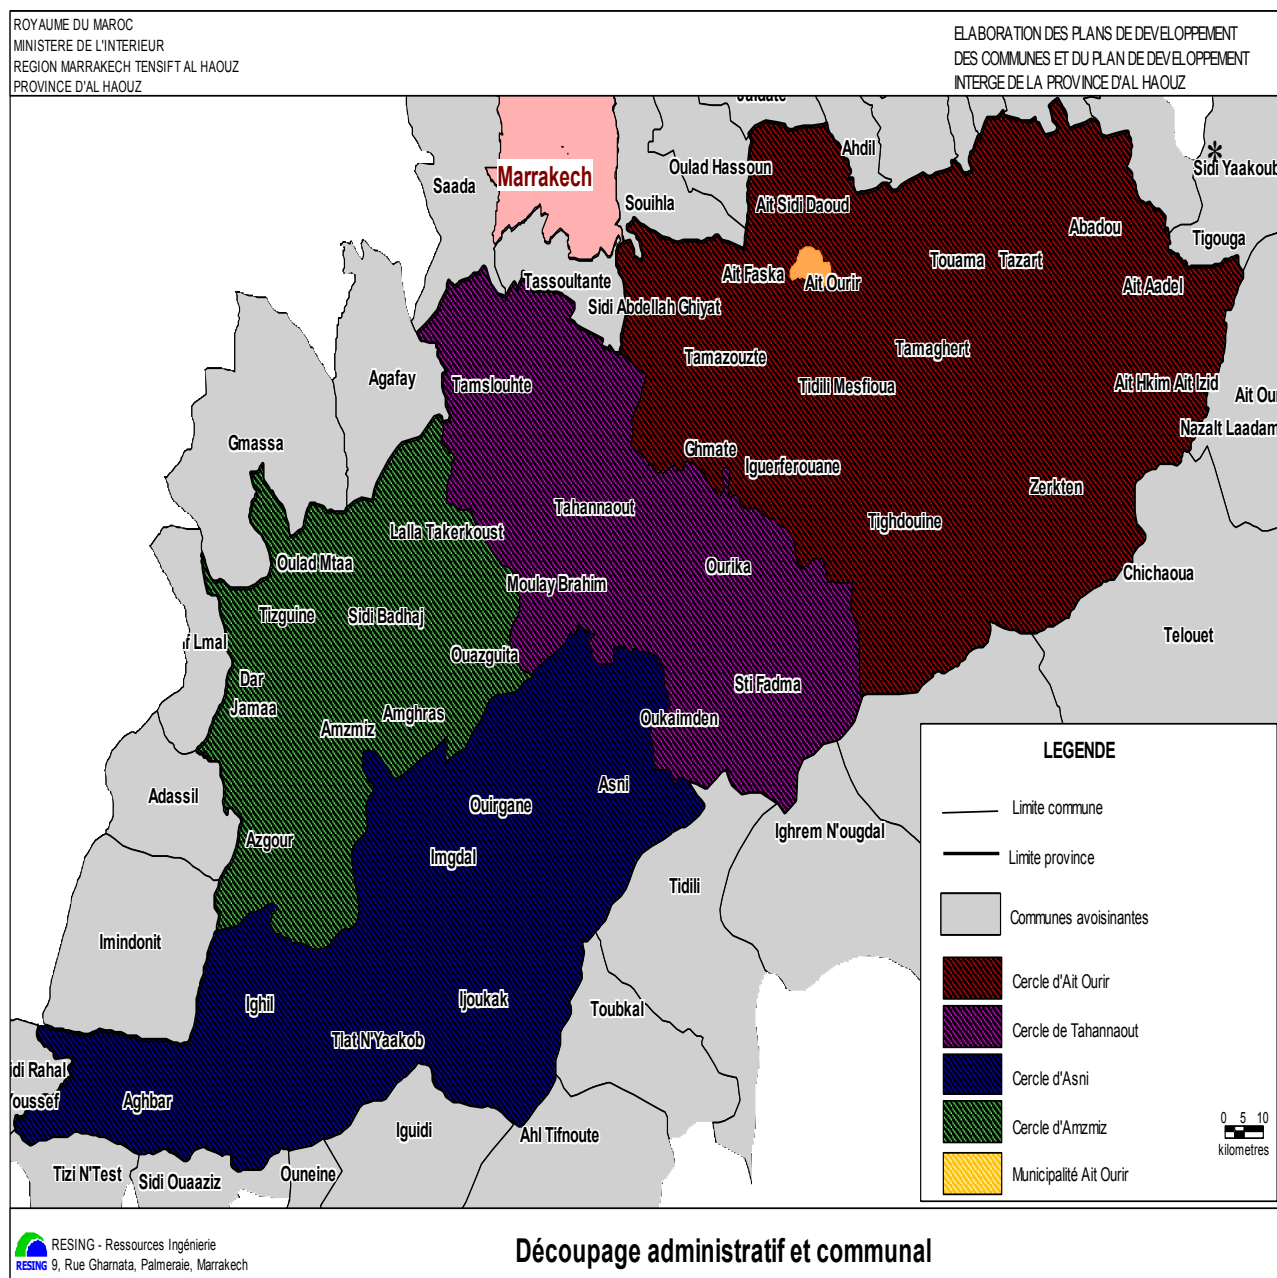 ROYAUME DU MAROC
MINISTERE DE L'INTERIEUR
REGION MARRAKECH TENSIFT AL HAOUZ
PROVINCE D'AL HAOUZ
ELABORATION DES PLANS DE DEVELOPPEMENT
DES COMMUNES ET DU PLAN DE DEVELOPPEMENT
INTERGE DE LA PROVINCE D'AL HAOUZ
Ahdil
Oulad Hassoun
Sidi Yaakoub
Marrakech
Saada
Souihla
Ait Sidi Daoud
Abadou
Tigouga
Touama
Tazart
Ait Faska
Ait Ourir
Tassoultante
Ait Aadel
Sidi Abdellah Ghiyat
Tamaghert
Tamazouzte
Agafay
Tamslouhte
Tidili Mesfioua
Ait Hkim Ait Izid
Ait Our
Nazalt Laadam
Gmassa
Ghmate
Iguerferouane
Zerkten
Tahannaout
Tighdouine
Lalla Takerkoust
Oulad Mtaa
Ourika
Chichaoua
Moulay Brahim
Tizguine
Sidi Badhaj
f Lmal
Telouet
Ouazguita
Dar
Jamaa
Sti Fadma
Amghras
Oukaimden
Amzmiz
Adassil
Asni
Ouirgane
Azgour
Imgdal
Ighrem N'ougdal
Tidili
Imindonit
Ighil
Ijoukak
Toubkal
Tlat N'Yaakob
idi Rahal
Youssef
Aghbar
Iguidi
Ahl Tifnoute
Tizi N'Test
Sidi Ouaaziz
Ouneine
LEGENDE
Limite commune
Limite province
Communes avoisinantes
Cercle d'Ait Ourir
Cercle de Tahannaout
Cercle d'Asni
Cercle d'Amzmiz
Municipalité Ait Ourir
0 5 10
kilometres
RESING
RESING - Ressources Ingénierie
9, Rue Gharnata, Palmeraie, Marrakech
Découpage administratif et communal